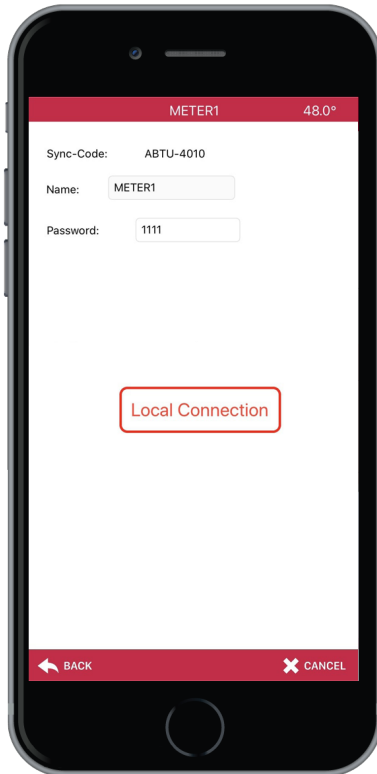 METER1 48.0°
Sync-Code: ABTU-4010
Name: METER1
Password: 1111
Local Connection
BACK CANCEL